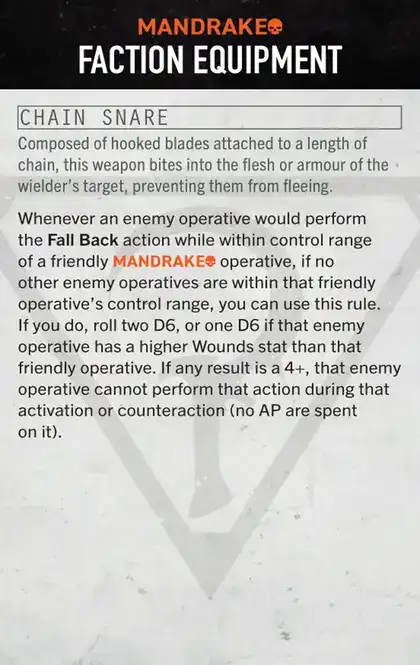 MANDRAKE
FACTION EQUIPMENT
CHAIN SNARE
Composed of hooked blades attached to a length of
chain, this weapon bites into the flesh or armour of the
wielder's target, preventing them from fleeing.
Whenever an enemy operative would perform
the Fall Back action while within control range
of a friendly MANDRAKE operative, if no
other enemy operatives are within that friendly
operative's control range, you can use this rule.
If you do, roll two D6, or one D6 if that enemy
operative has a higher Wounds stat than that
friendly operative. If any result is a 4+, that enemy
operative cannot perform that action during that
activation or counteraction (no AP are spent
on it).